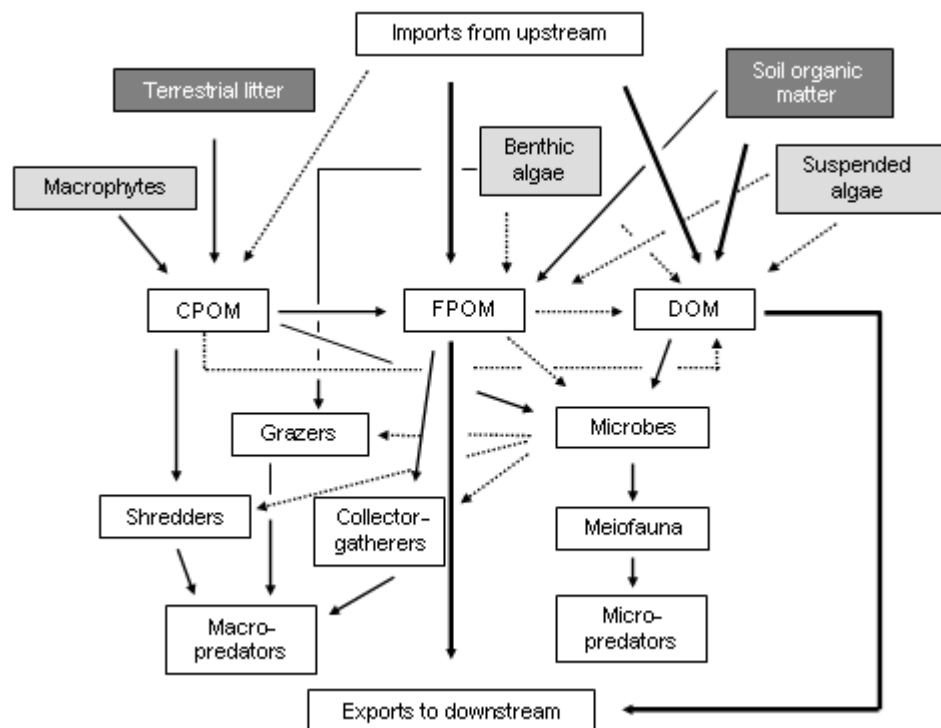 Imports from upstream
Terrestrial litter
Soil organic
matter
Benthic
algae
Macrophytes
Suspended
algae
CPOM
FPOM
DOM
Grazers
Microbes
Shredders
Collector-
gatherers
Meiofauna
Macro-
predators
Micro-
predators
Exports to downstream